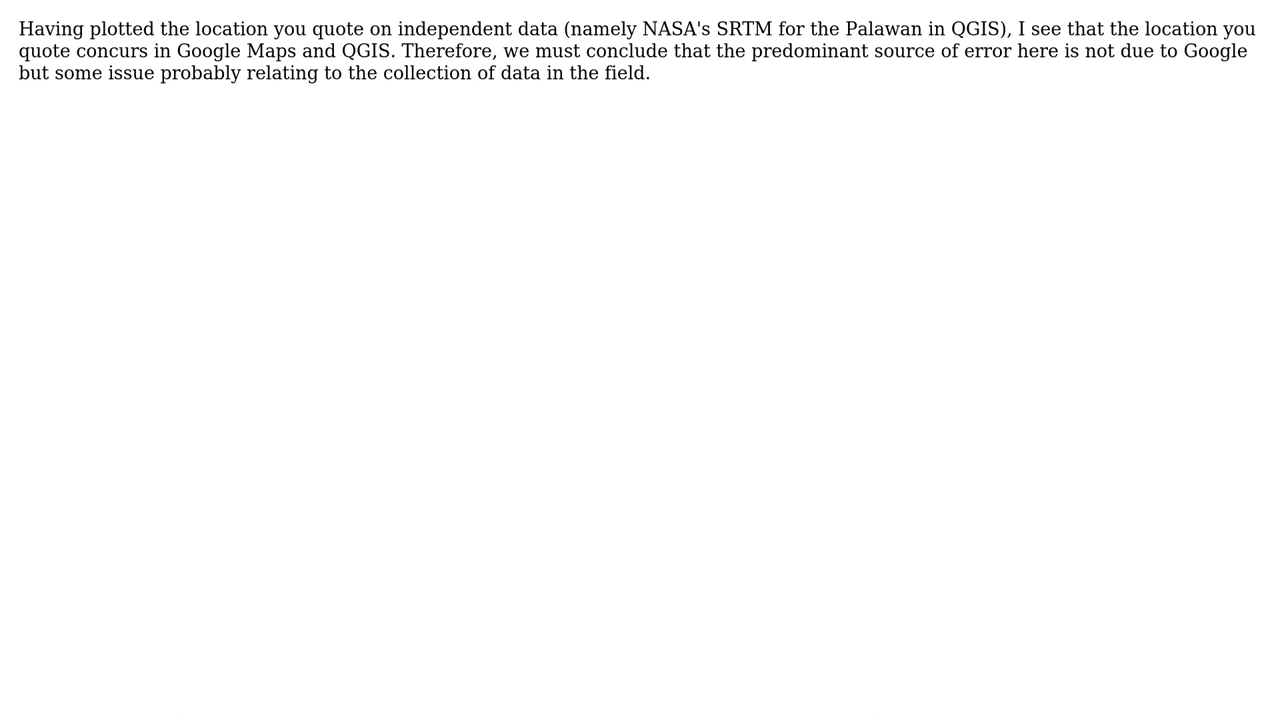 Having plotted the location you quote on independent data (namely NASA's SRTM for the Palawan in QGIS), I see that the location you
quote concurs in Google Maps and QGIS. Therefore, we must conclude that the predominant source of error here is not due to Google
but some issue probably relating to the collection of data in the field.